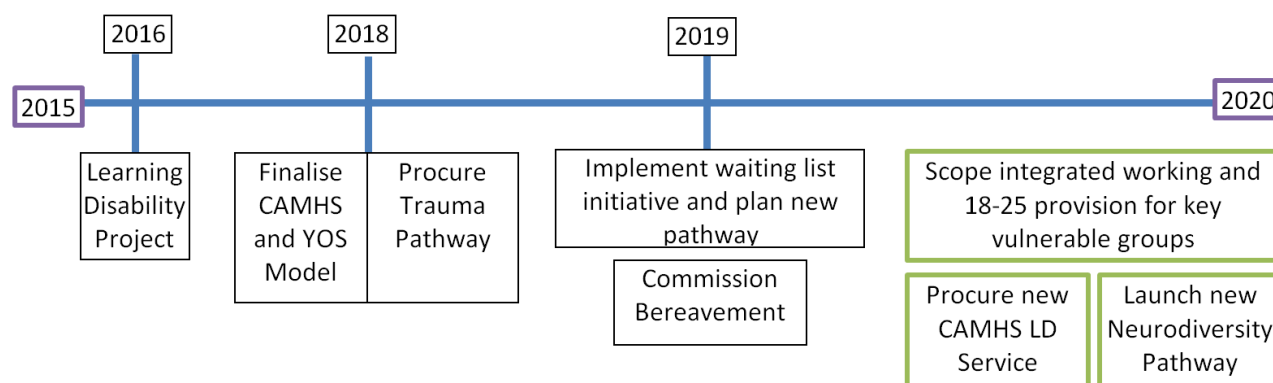 2016
2018
2019
2015
2020
Learning
Disability
Project
Finalise
CAMHS
and YOS
Model
Procure
Trauma
Pathway
Implement waiting list
initiative and plan new
pathway
Commission
Bereavement
Scope integrated working and
18-25 provision for key
vulnerable groups
Procure new
CAMHS LD
Service
Launch new
Neurodiversity
Pathway